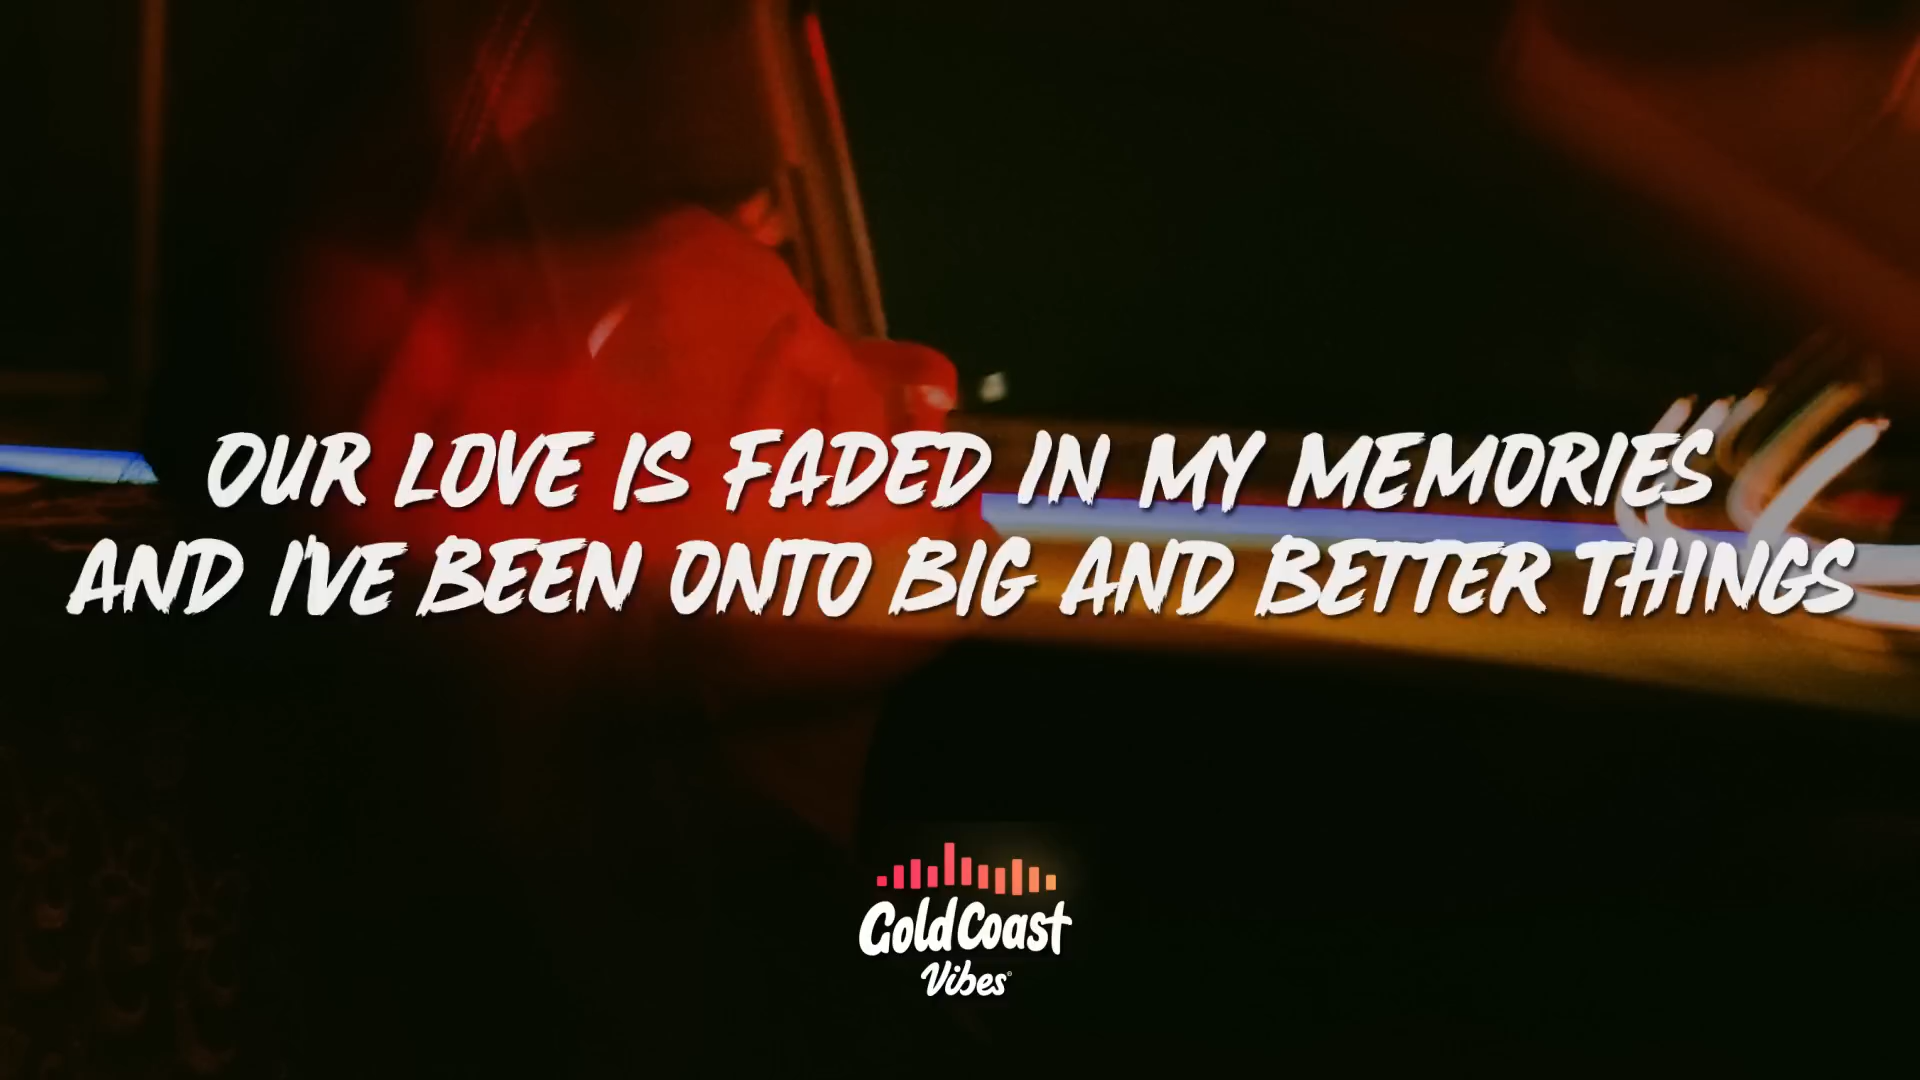 OUR LOVE IS FADED IN MY MEMORIES
AND I'VE BEEN ONTO BIG AND BETTER THINGS
Gold Coast
Vibes